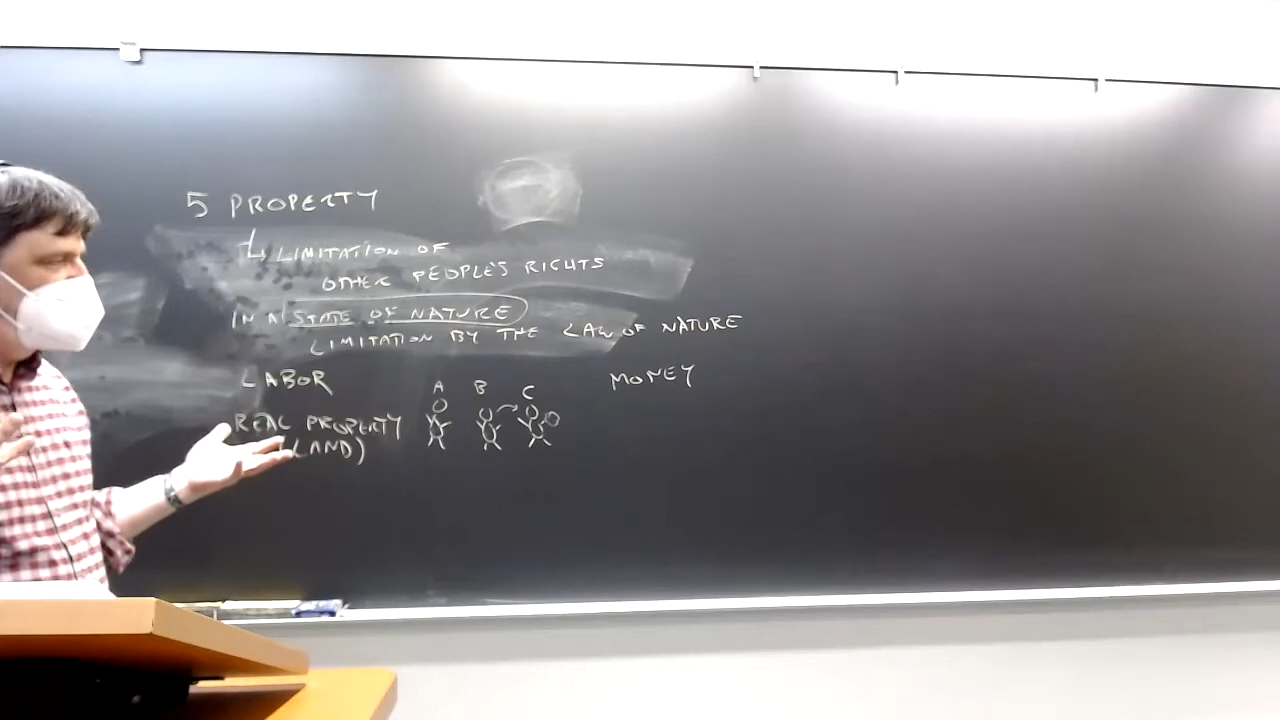 5 PROPERTY
LIMITATION OF
OTHER PEOPLE'S RIGHTS
IN A STATE OF NATURE
LIMITATION BY THE LAW OF NATURE
LABOR
MONEY
A B C
REAL PROPERTY
(LAND)